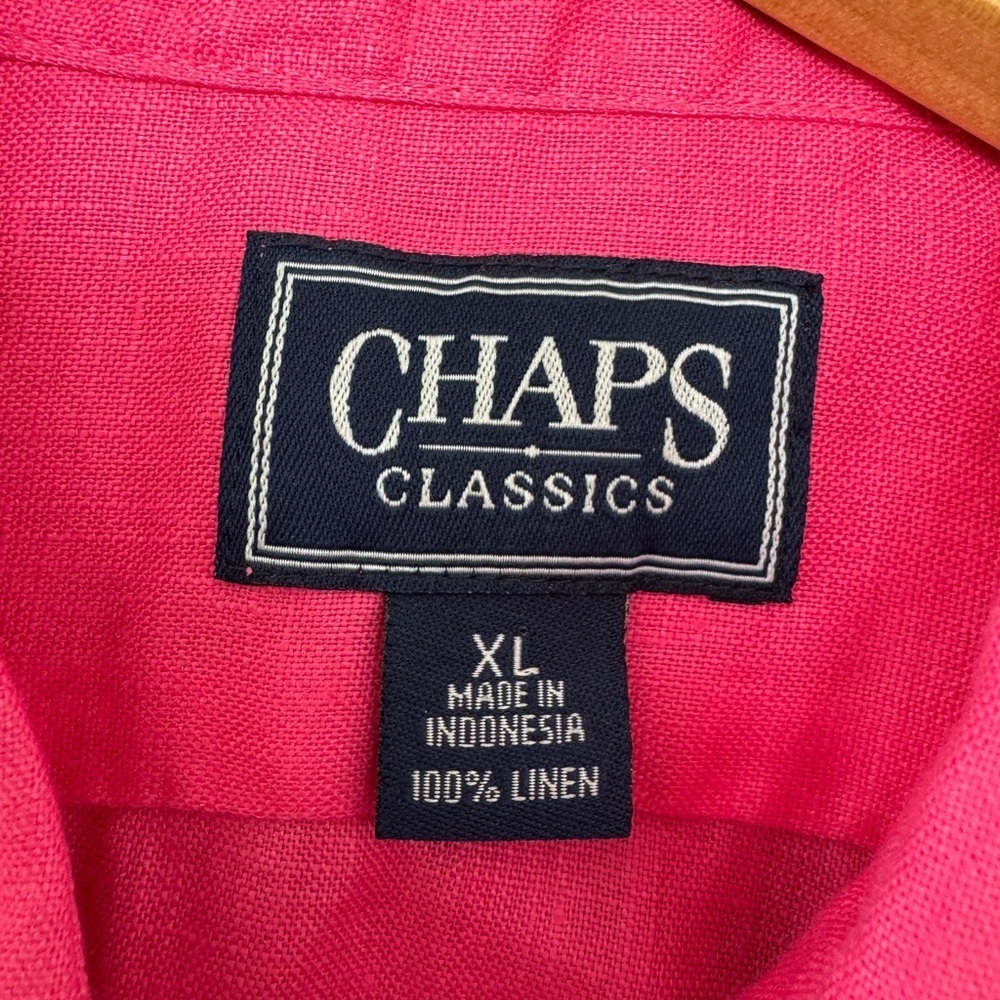 CHAPS
CLASSICS
XL
MADE IN
INDONESIA
100% LINEN